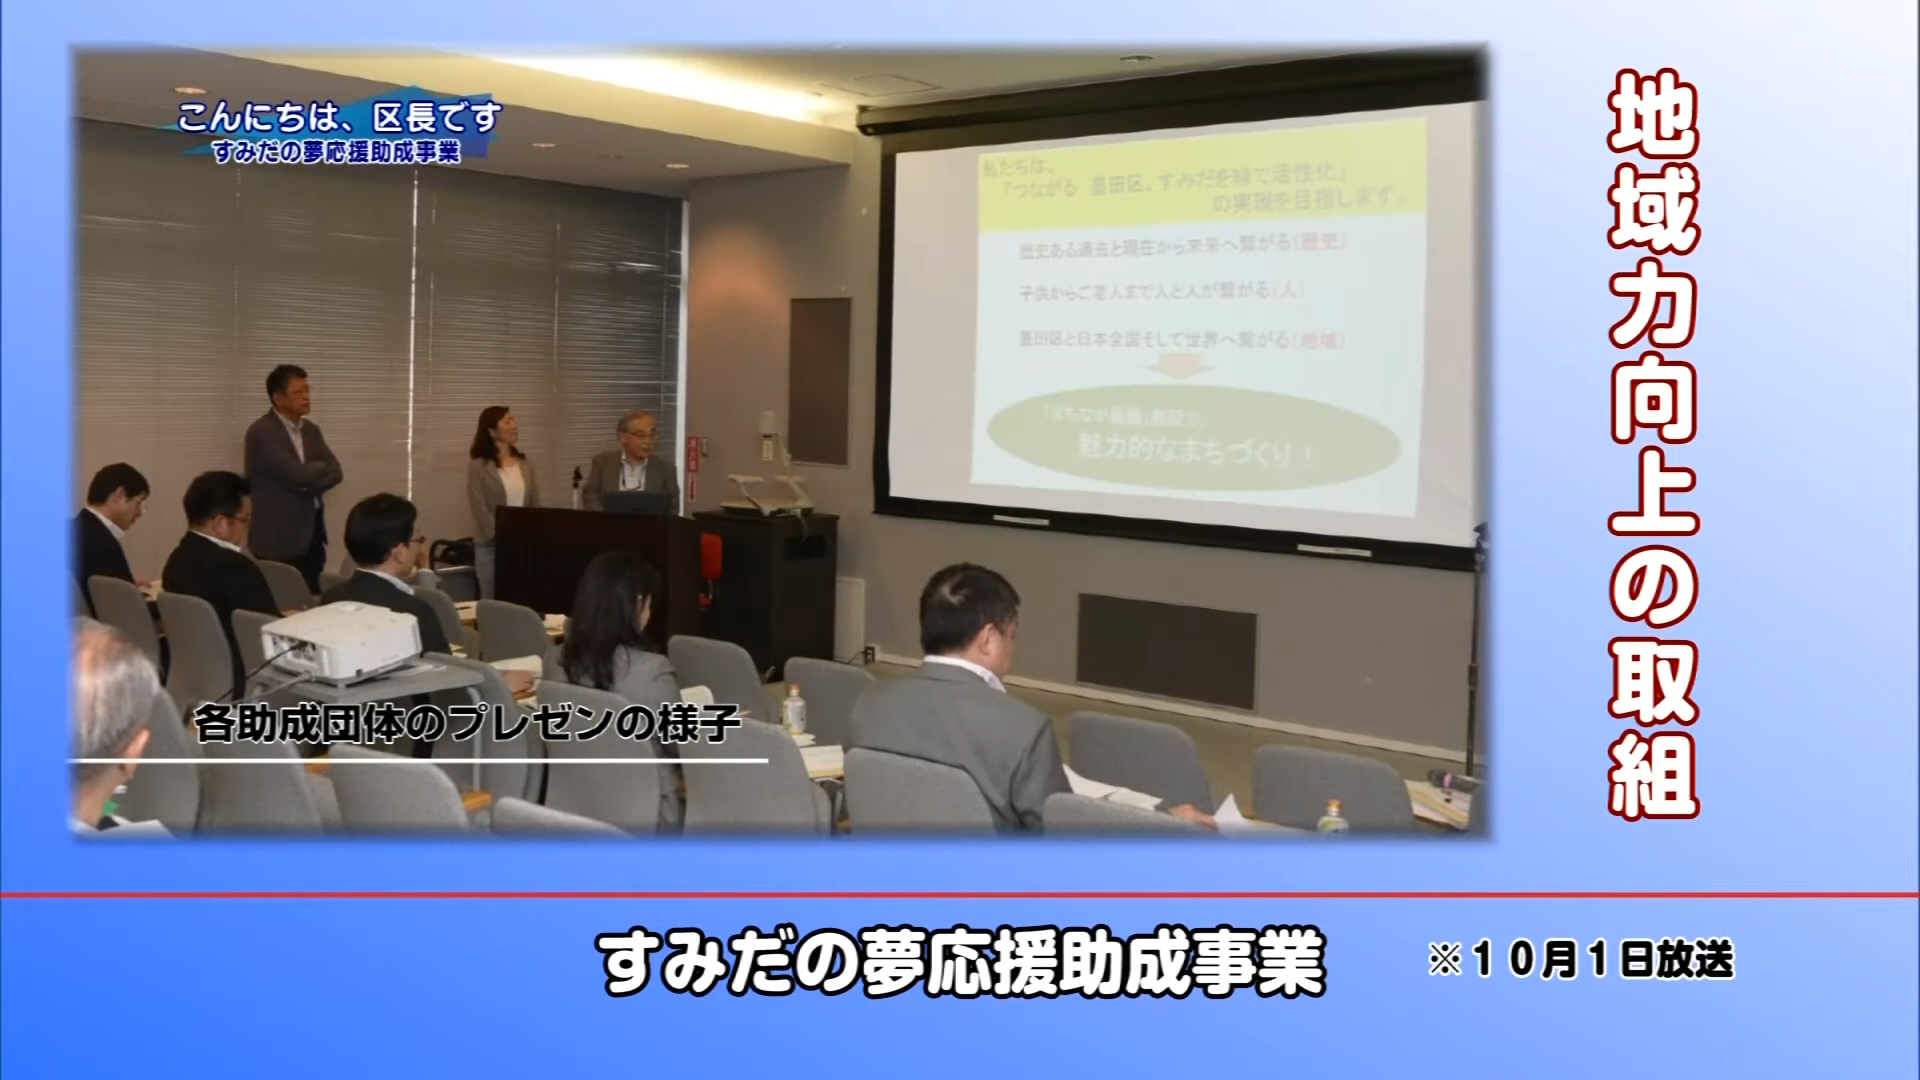 こんにちは、区長です
すみだの夢応援助成事業
地域力向上の取組
私たちは、
「つながる 墨田区、すみだを縁で活性化」
の実現を目指します。
歴史ある過去と現在から未来へ繋がる(歴史)
子供からご老人まで人と人が繋がる(人)
墨田区と日本全国そして世界へ繋がる(地域)
魅力的なまちづくり!
各助成団体のプレゼンの様子
すみだの夢応援助成事業
※10月1日放送